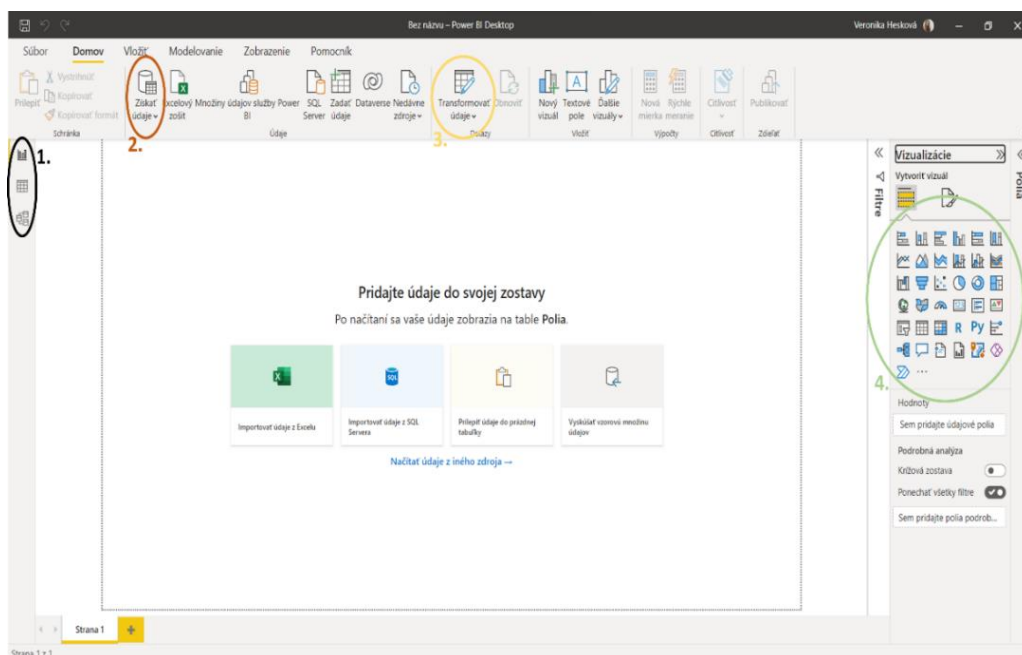 Bez názvu – Power BI Desktop
Veronika Hesková
Súbor Domov Vložiť Modelovanie Zobrazenie Pomocník
Prilepiť
Vystrihnúť
Kopírovať
Kopírovať formát
Schránka
Získať údaje
Excelový zošit
Množiny údajov služby Power BI
SQL Server
Zadať údaje
Dataverse
Nedávne zdroje
Údaje
Transformovať údaje
Obnoviť
Nový vizuál
Textové pole
Ďalšie vizuály
Vložiť
Nová mierka
Rýchle meranie
Výpočty
Citlivosť
Citlivosť
Publikovať
Zdieľať
1.
2.
3.
4.
Filtre
Vizualizácie
Vytvoriť vizuál
Polia
R Py
Hodnoty
Sem pridajte údajové polia
Podrobná analýza
Krížová zostava
Ponechať všetky filtre
Sem pridajte polia podrob...
Pridajte údaje do svojej zostavy
Po načítaní sa vaše údaje zobrazia na table Polia.
SQL
Importovať údaje z Excelu
Importovať údaje z SQL
Servera
Prilepiť údaje do prázdnej
tabuľky
Vyskúšať vzorovú množinu
údajov
Načítať údaje z iného zdroja →
Strana 1
Strana 1 z 1